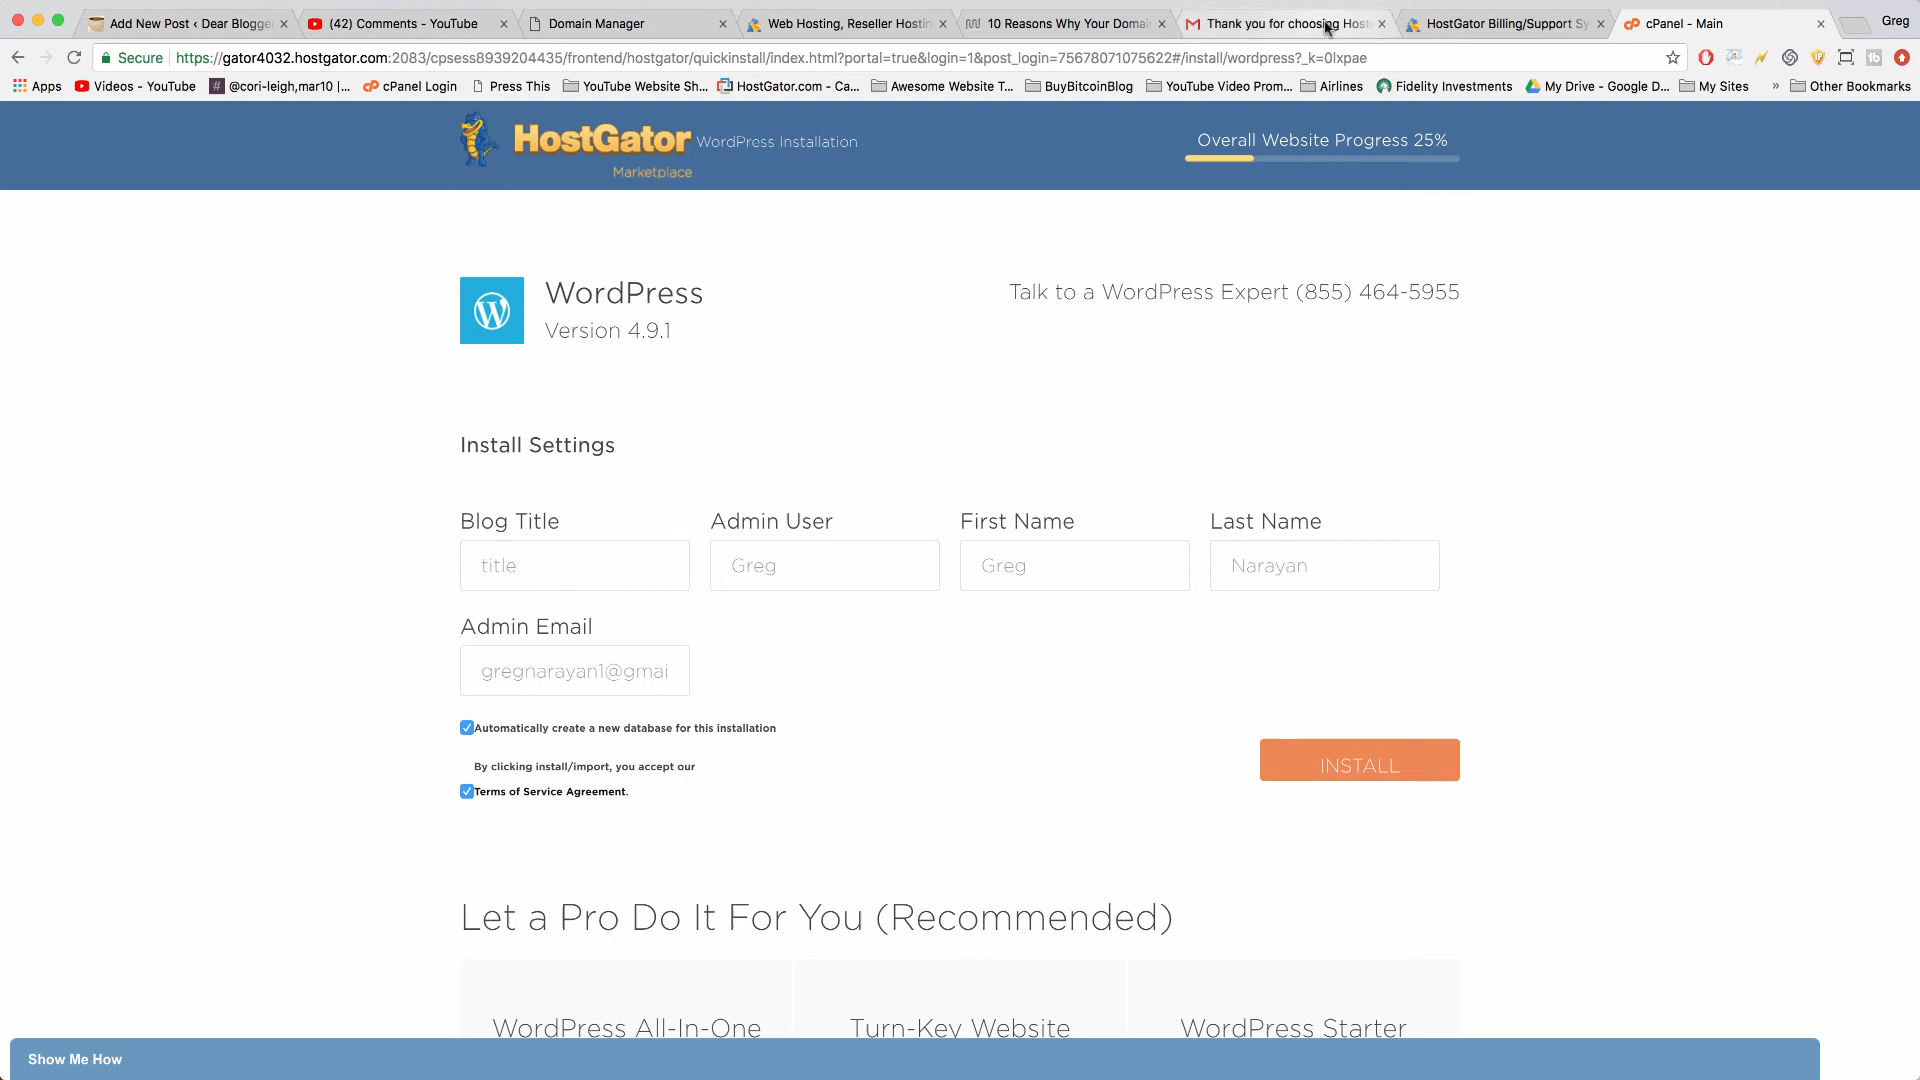 Add New Post ‹ Dear Blogger
(42) Comments - YouTube
Domain Manager
Web Hosting, Reseller Hostin
10 Reasons Why Your Domai
Thank you for choosing Host
HostGator Billing/Support Sy
cPanel - Main
Greg
Secure
https://gator4032.hostgator.com:2083/cpsess8939204435/frontend/hostgator/quickinstall/index.html?portal=true&login=1&post_login=75678071075622#/install/wordpress?_k=0lxpae
Apps
Videos - YouTube
@cori-leigh,mar10 |...
cPanel Login
Press This
YouTube Website Sh...
HostGator.com - Ca...
Awesome Website T...
BuyBitcoinBlog
YouTube Video Prom...
Airlines
Fidelity Investments
My Drive - Google D...
My Sites
»
Other Bookmarks
HostGator
Marketplace
WordPress Installation
Overall Website Progress 25%
WordPress
Version 4.9.1
Talk to a WordPress Expert (855) 464-5955
Install Settings
Blog Title
Admin User
First Name
Last Name
title
Greg
Greg
Narayan
Admin Email
gregnarayan1@gmai
Automatically create a new database for this installation
By clicking install/import, you accept our
Terms of Service Agreement.
INSTALL
Let a Pro Do It For You (Recommended)
WordPress All-In-One
Turn-Key Website
WordPress Starter
Show Me How